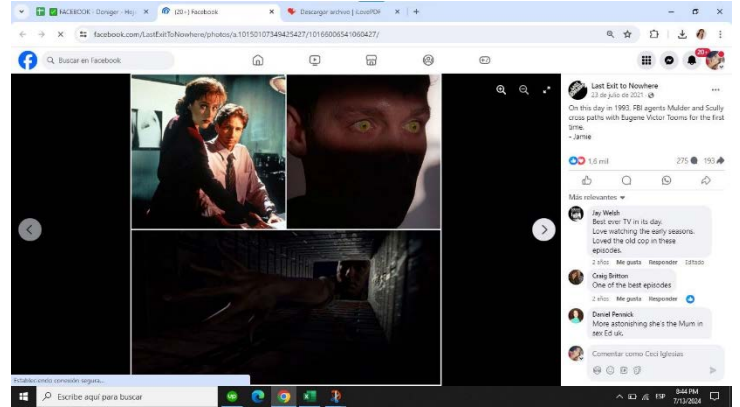 FACEBOOK - Doniger - Hoj
(20+) Facebook
Descargar archivo | iLovePDF
facebook.com/LastExitToNowhere/photos/a.10150107349425427/10166006541060427/
Buscar en Facebook
20+
Last Exit to Nowhere
23 de julio de 2021
On this day in 1993. FBI agents Mulder and Scully
cross paths with Eugene Victor Tooms for the first
time.
- Jamie
1,6 mil
275
193
Más relevantes
Jay Welsh
Best ever TV in its day.
Love watching the early seasons.
Loved the old cop in these
episodes.
2 años Me gusta Responder Editado
Craig Britton
One of the best episodes
2 años Me gusta Responder
Daniel Pennick
More astonishing she's the Mum in
sex Ed uk.
Comentar como Ceci Iglesias
Estableciendo conexión segura...
Escribe aquí para buscar
ESP
8:44 PM
7/13/2024